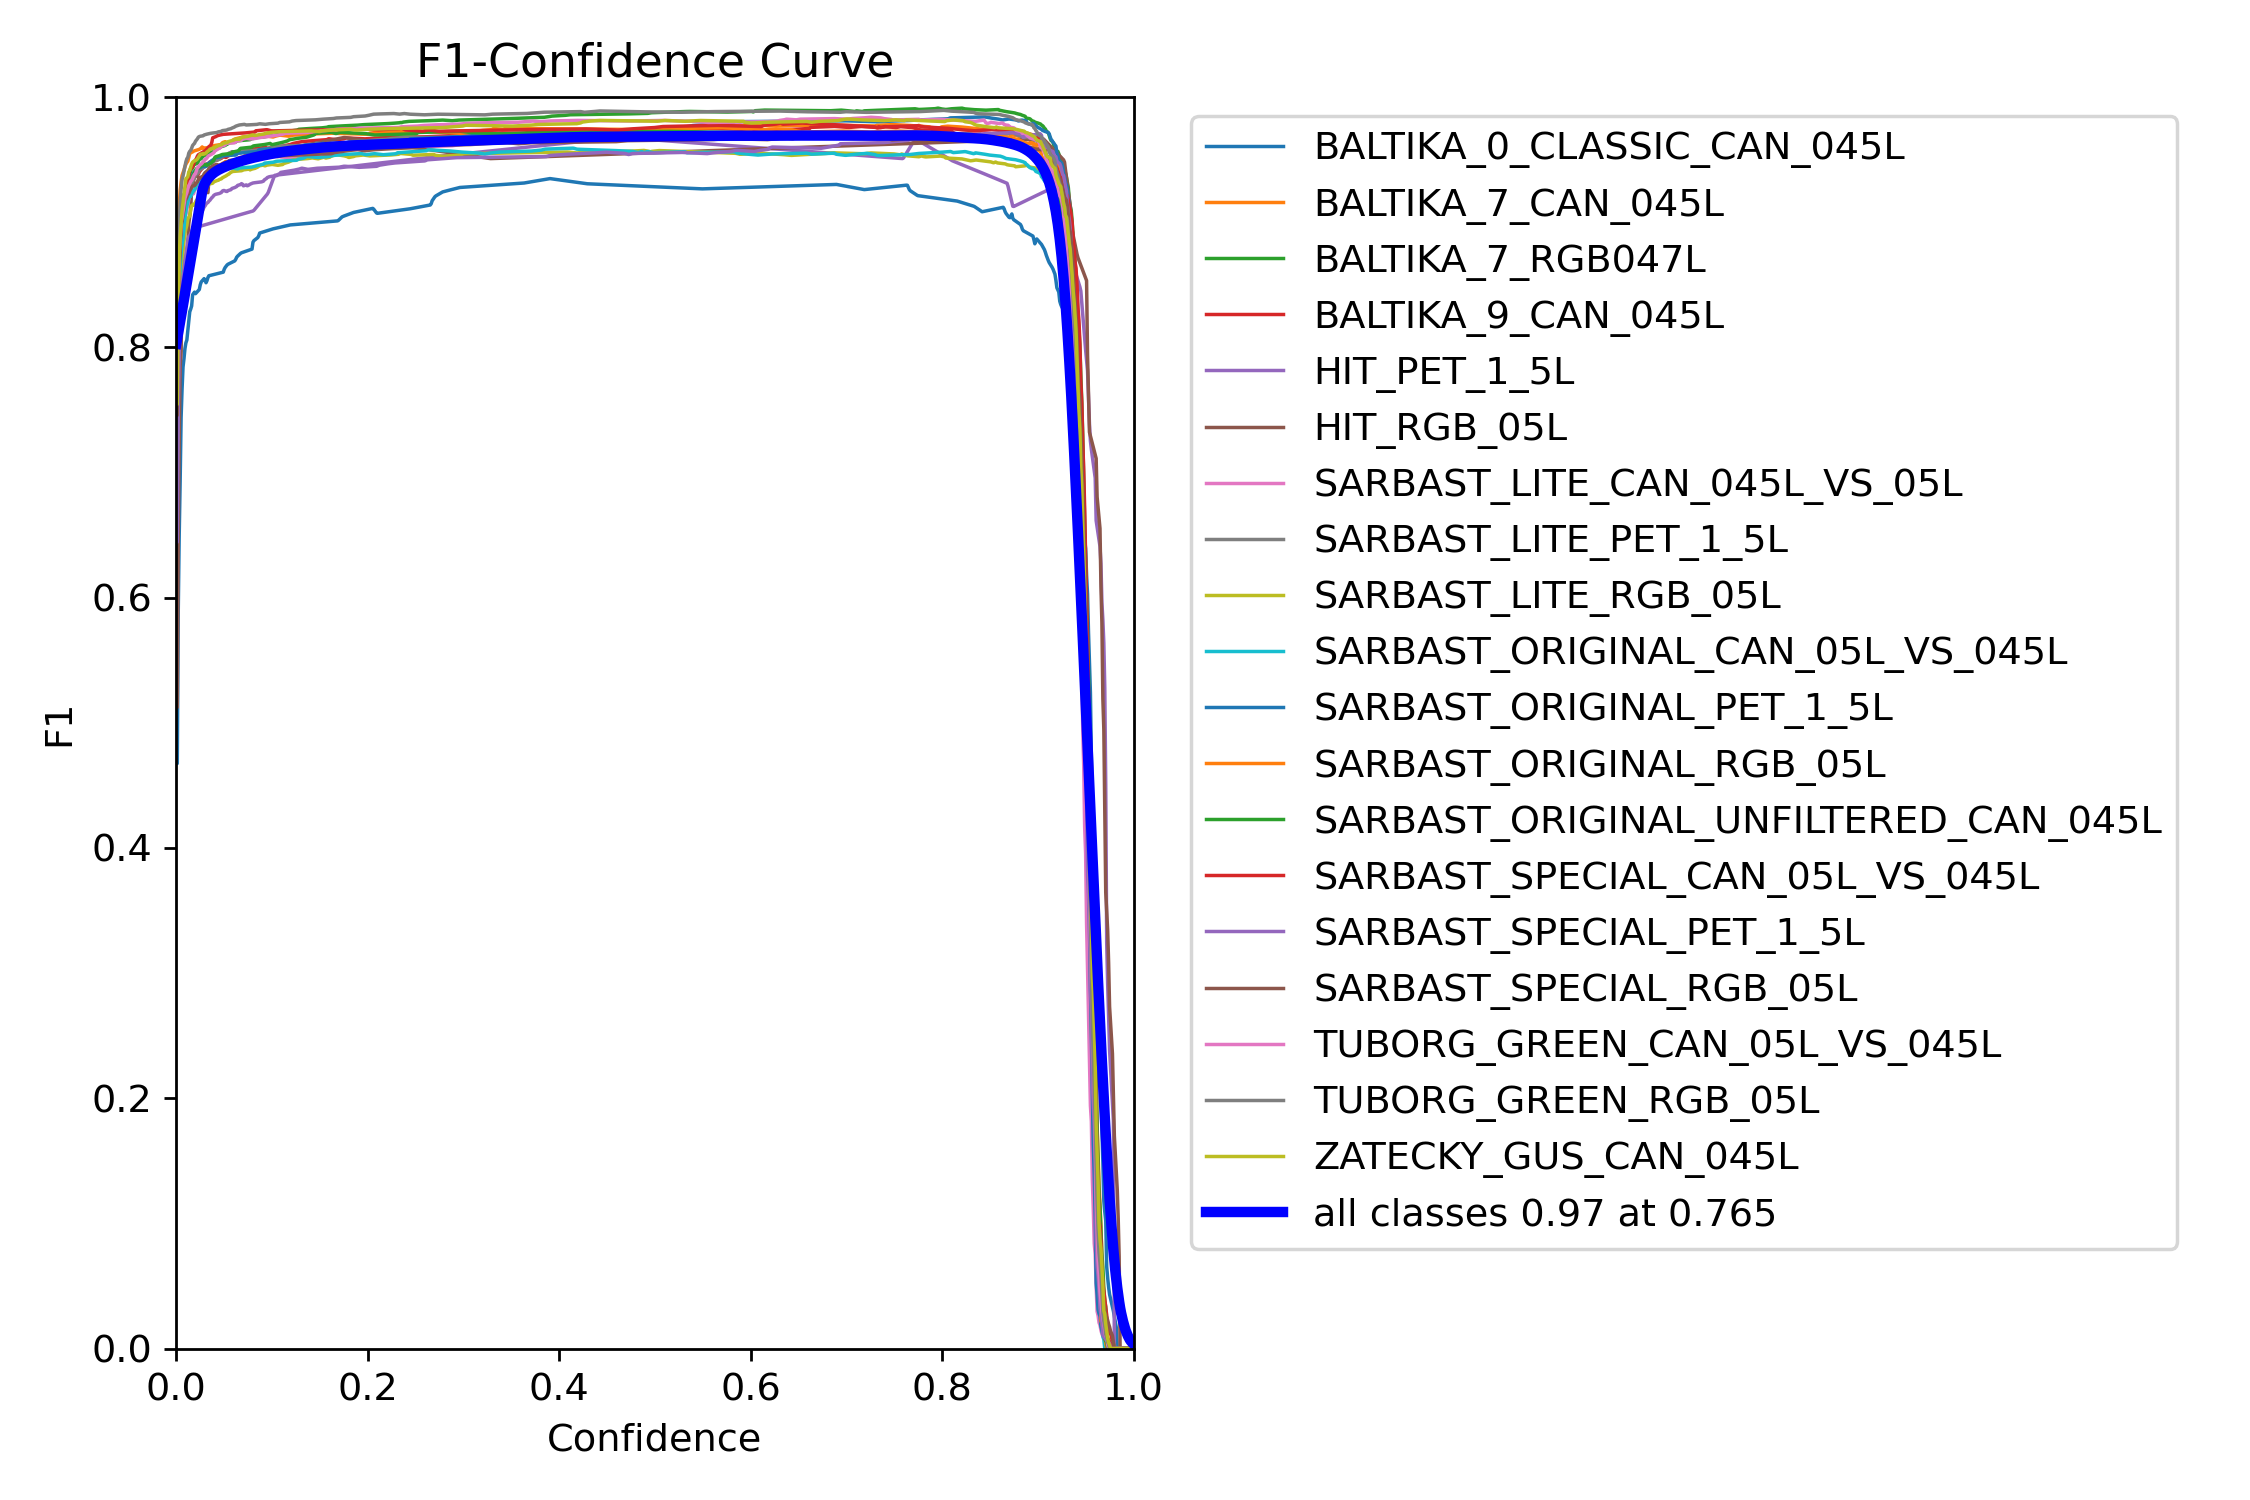 F1-Confidence Curve
1.0
0.8
0.6
0.4
0.2
0.0
F1
0.0 0.2 0.4 0.6 0.8 1.0
Confidence
BALTIKA_0_CLASSIC_CAN_045L
BALTIKA_7_CAN_045L
BALTIKA_7_RGB047L
BALTIKA_9_CAN_045L
HIT_PET_1_5L
HIT_RGB_05L
SARBAST_LITE_CAN_045L_VS_05L
SARBAST_LITE_PET_1_5L
SARBAST_LITE_RGB_05L
SARBAST_ORIGINAL_CAN_05L_VS_045L
SARBAST_ORIGINAL_PET_1_5L
SARBAST_ORIGINAL_RGB_05L
SARBAST_ORIGINAL_UNFILTERED_CAN_045L
SARBAST_SPECIAL_CAN_05L_VS_045L
SARBAST_SPECIAL_PET_1_5L
SARBAST_SPECIAL_RGB_05L
TUBORG_GREEN_CAN_05L_VS_045L
TUBORG_GREEN_RGB_05L
ZATECKY_GUS_CAN_045L
all classes 0.97 at 0.765